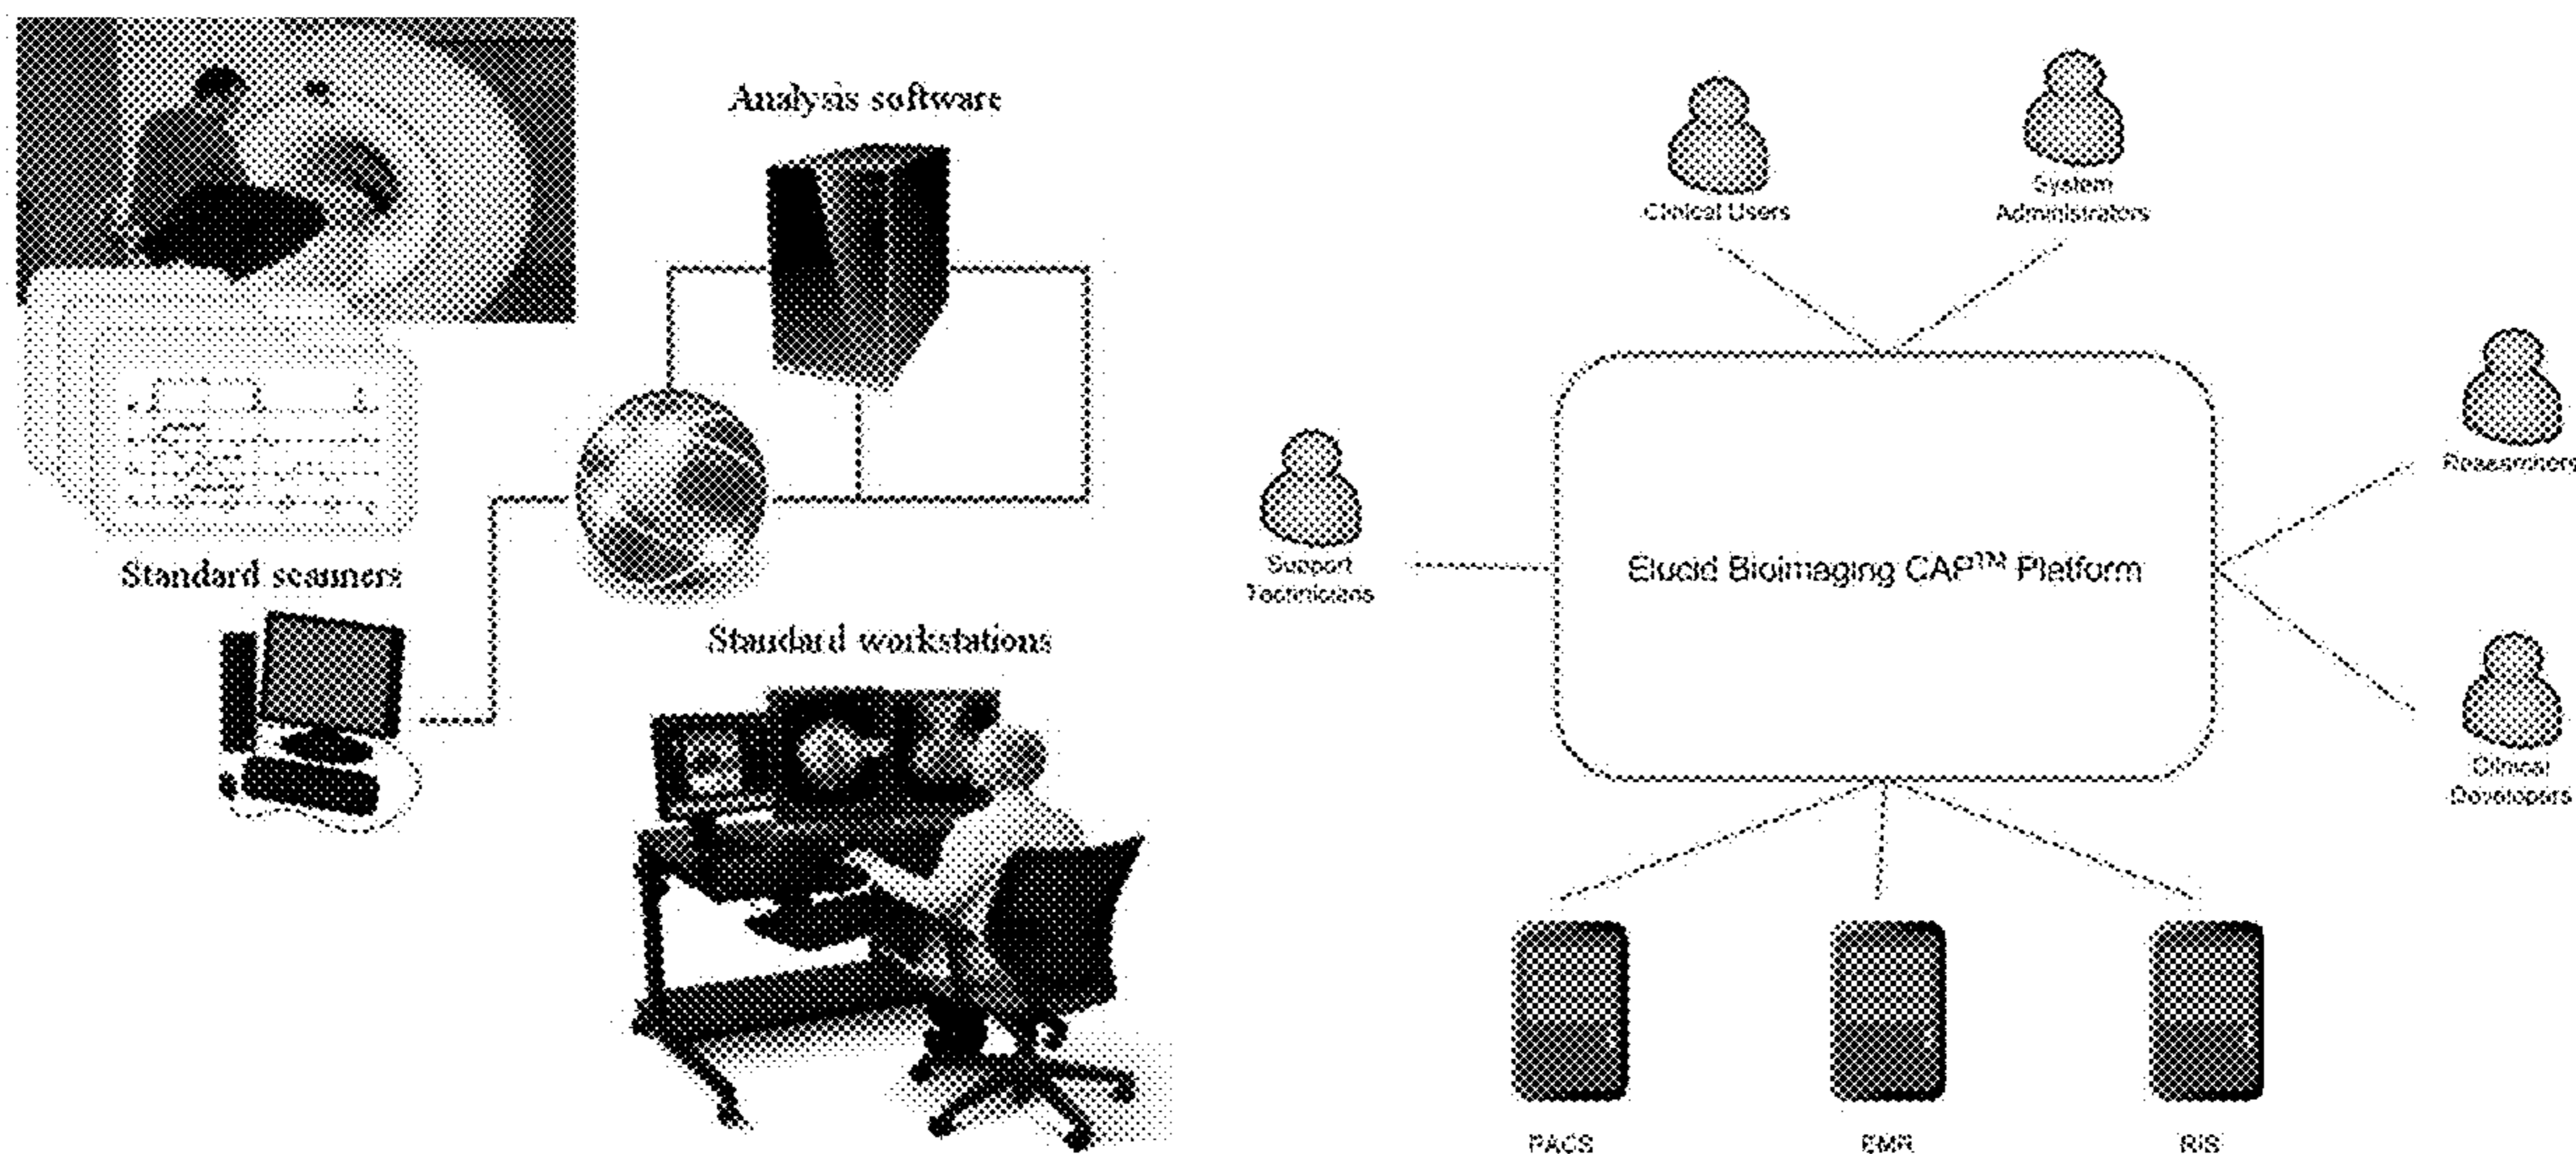 Analysis software
Standard scanners
Standard workstations
Clinical Users
System
Administrators
Support
Technicians
Elucid Bioimaging CAP™ Platform
Researchers
Clinical
Developers
PACS
EMR
RIS